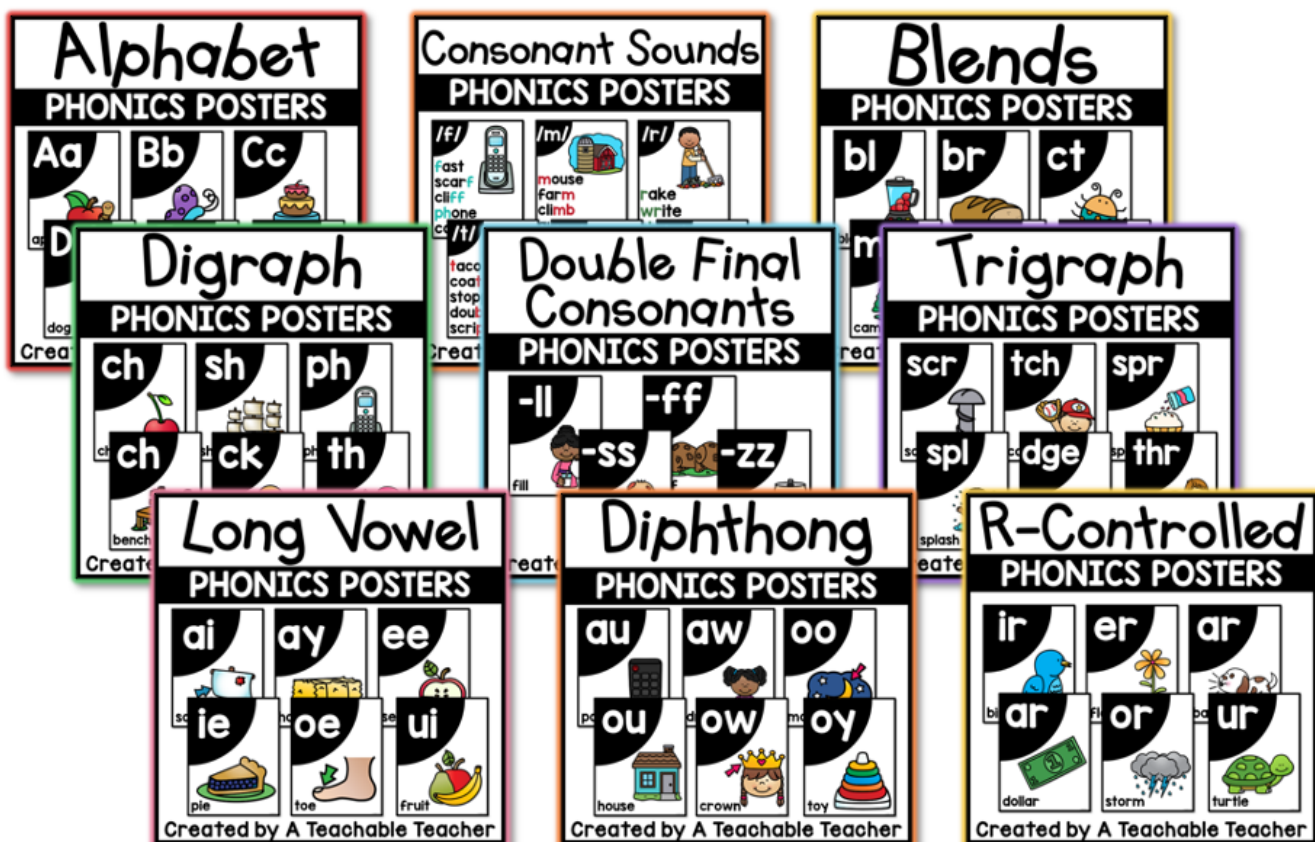 Alphabet
PHONICS POSTERS
Aa
Bb
Cc
dog
Consonant Sounds
PHONICS POSTERS
/f/
fast
scarf
cliff
phone
/m/
mouse
farm
climb
/r/
rake
write
/t/
Blends
PHONICS POSTERS
bl
br
ct
Digraph
PHONICS POSTERS
ch
sh
ph
ch
bench
ck
th
Double Final
Consonants
PHONICS POSTERS
-ll
fill
-ff
-ss
-zz
Trigraph
PHONICS POSTERS
scr
tch
spr
spl
splash
dge
thr
Long Vowel
PHONICS POSTERS
ai
ay
ee
ie
pie
oe
toe
ui
fruit
Created by A Teachable Teacher
Diphthong
PHONICS POSTERS
au
aw
oo
ou
house
ow
crown
oy
toy
Created by A Teachable Teacher
R-Controlled
PHONICS POSTERS
ir
er
ar
ar
dollar
or
storm
ur
turtle
Created by A Teachable Teacher